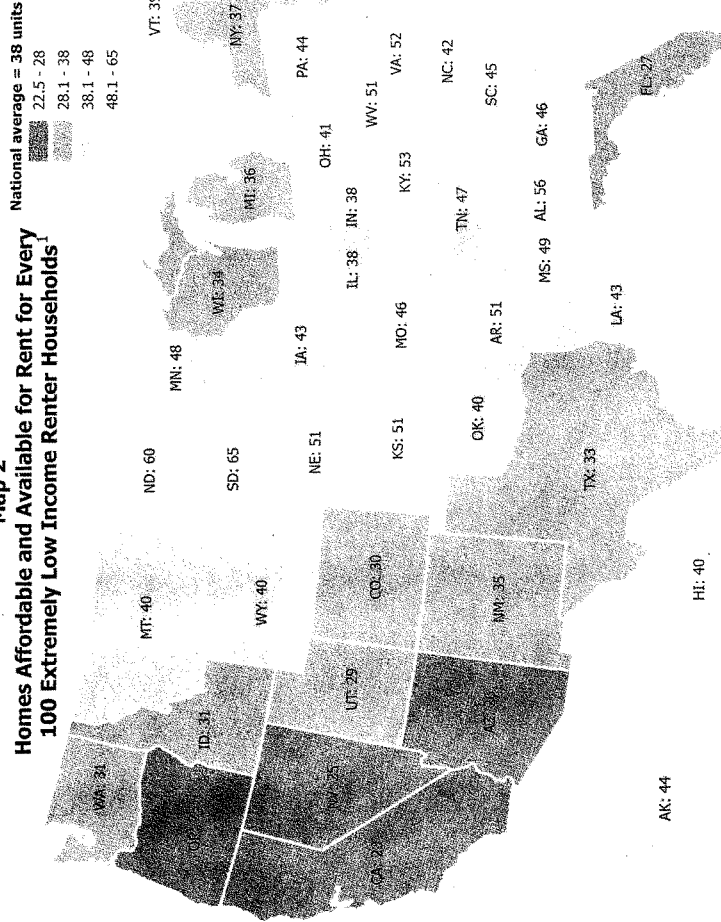 Map 2
Homes Affordable and Available for Rent for Every
100 Extremely Low Income Renter Households¹
National average = 38 units
22.5 - 28
28.1 - 38
38.1 - 48
48.1 - 65
WA: 31
MT: 40
ND: 60
MN: 48
ID: 31
WY: 40
SD: 65
WI: 34
MI: 36
NY: 37
UT: 29
CO: 30
NE: 51
IA: 43
IL: 38
IN: 38
OH: 41
PA: 44
KS: 51
MO: 46
KY: 53
WV: 51
VA: 52
NM: 35
OK: 40
AR: 51
TN: 47
NC: 42
SC: 45
TX: 33
LA: 43
MS: 49
AL: 56
GA: 46
FL: 27
AK: 44
HI: 40